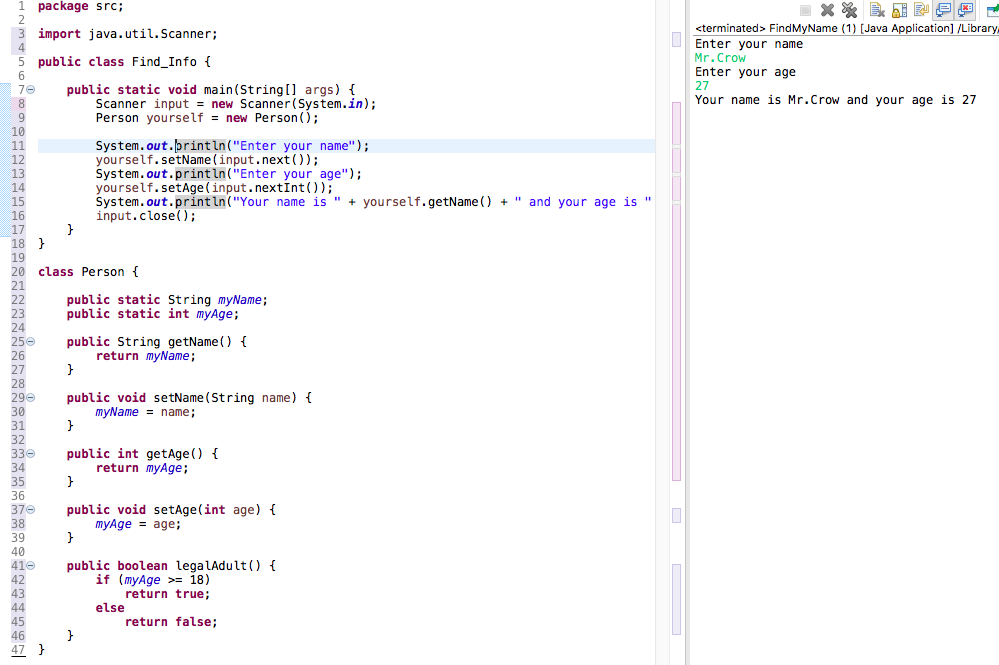 1 package src;
2
3 import java.util.Scanner;
4
5 public class Find_Info {
6
7 public static void main(String[] args) {
8 Scanner input = new Scanner(System.in);
9 Person yourself = new Person();
10
11 System.out.println("Enter your name");
12 yourself.setName(input.next());
13 System.out.println("Enter your age");
14 yourself.setAge(input.nextInt());
15 System.out.println("Your name is " + yourself.getName() + " and your age is "
16 input.close();
17 }
18 }
19
20 class Person {
21
22 public static String myName;
23 public static int myAge;
24
25 public String getName() {
26 return myName;
27 }
28
29 public void setName(String name) {
30 myName = name;
31 }
32
33 public int getAge() {
34 return myAge;
35 }
36
37 public void setAge(int age) {
38 myAge = age;
39 }
40
41 public boolean legalAdult() {
42 if (myAge >= 18)
43 return true;
44 else
45 return false;
46 }
47 }
<terminated> FindMyName (1) [Java Application] /Library/
Enter your name
Mr.Crow
Enter your age
27
Your name is Mr.Crow and your age is 27